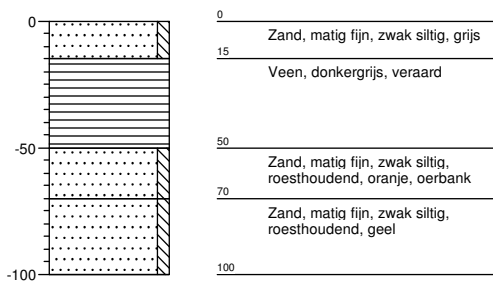 0
0
Zand, matig fijn, zwak siltig, grijs
15
Veen, donkergrijs, veraard
-50
50
Zand, matig fijn, zwak siltig,
roesthoudend, oranje, oerbank
70
Zand, matig fijn, zwak siltig,
roesthoudend, geel
-100
100